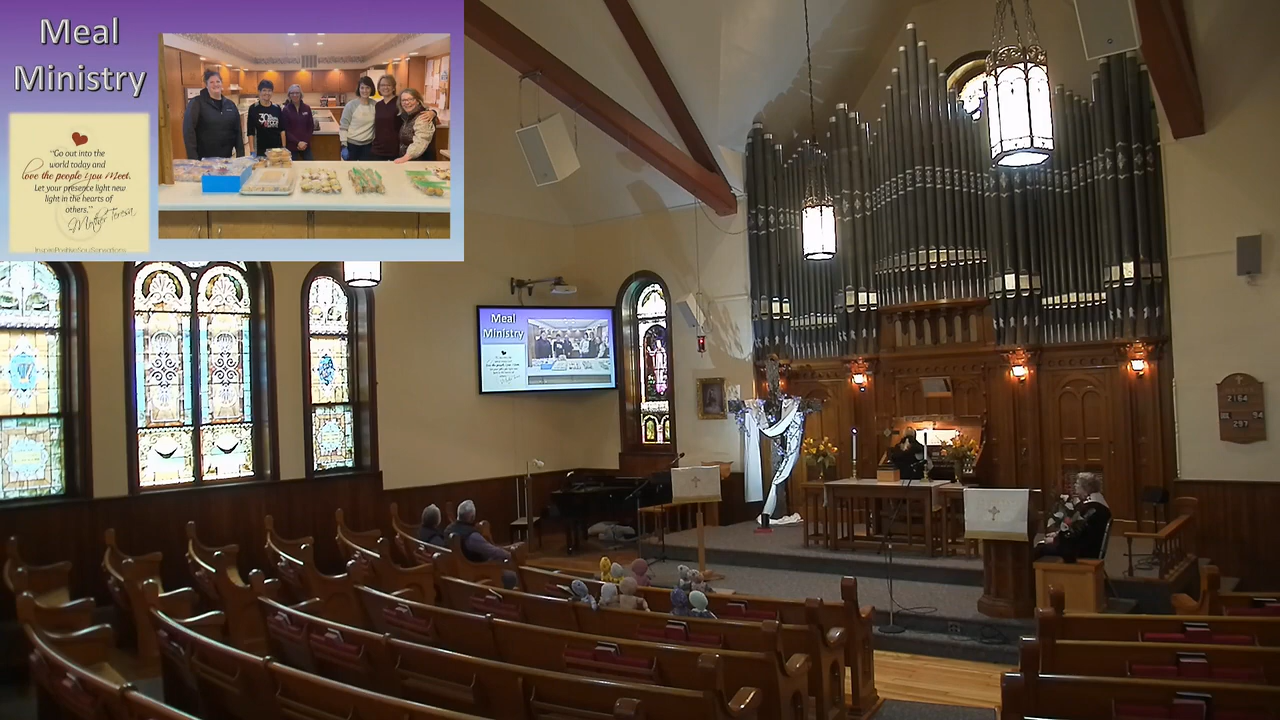 Meal
Ministry
"Go out into the
world today and
love the people you Meet.
Let your presence light new
light in the hearts of
others."
Mother Teresa
Meal
Ministry
2164
94
297